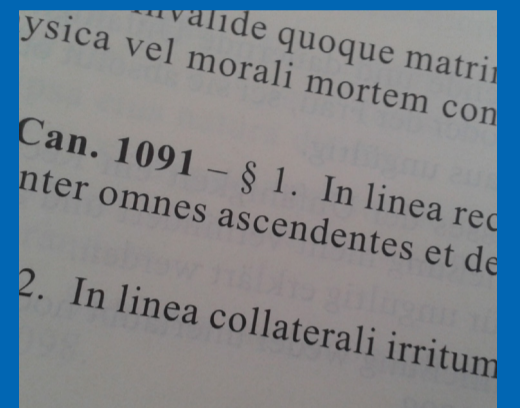 invalide quoque matrin
ysica vel morali mortem con
Can. 1091 – § 1. In linea rec
nter omnes ascendentes et de
2. In linea collaterali irritum